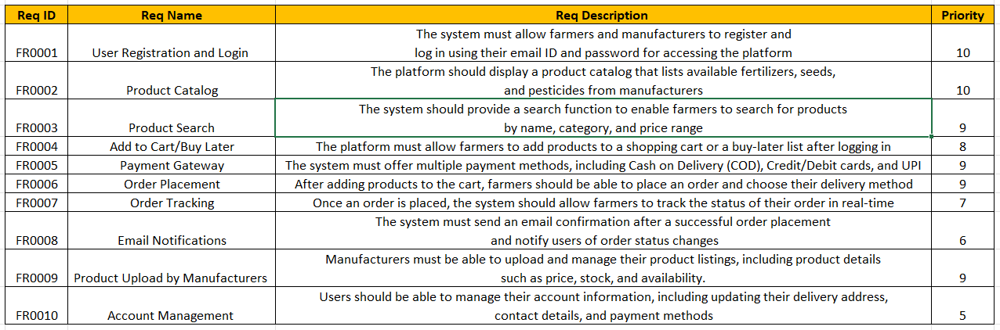 Req ID Req Name Req Description Priority
The system must allow farmers and manufacturers to register and
FR0001 User Registration and Login log in using their email ID and password for accessing the platform 10
The platform should display a product catalog that lists available fertilizers, seeds,
FR0002 Product Catalog and pesticides from manufacturers 10
The system should provide a search function to enable farmers to search for products
FR0003 Product Search by name, category, and price range 9
FR0004 Add to Cart/Buy Later The platform must allow farmers to add products to a shopping cart or a buy-later list after logging in 8
FR0005 Payment Gateway The system must offer multiple payment methods, including Cash on Delivery (COD), Credit/Debit cards, and UPI 9
FR0006 Order Placement After adding products to the cart, farmers should be able to place an order and choose their delivery method 9
FR0007 Order Tracking Once an order is placed, the system should allow farmers to track the status of their order in real-time 7
The system must send an email confirmation after a successful order placement
FR0008 Email Notifications and notify users of order status changes 6
Manufacturers must be able to upload and manage their product listings, including product details
FR0009 Product Upload by Manufacturers such as price, stock, and availability. 9
Users should be able to manage their account information, including updating their delivery address,
FR0010 Account Management contact details, and payment methods 5